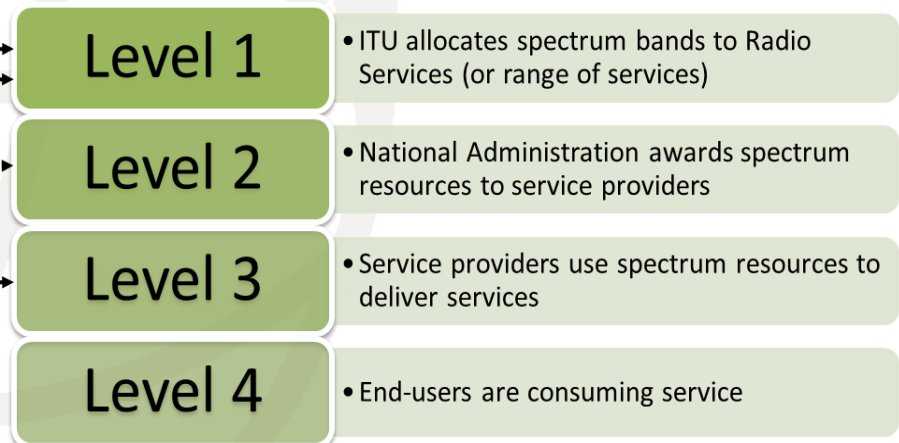 Level 1
• ITU allocates spectrum bands to Radio
Services (or range of services)
Level 2
• National Administration awards spectrum
resources to service providers
Level 3
• Service providers use spectrum resources to
deliver services
Level 4
• End-users are consuming service